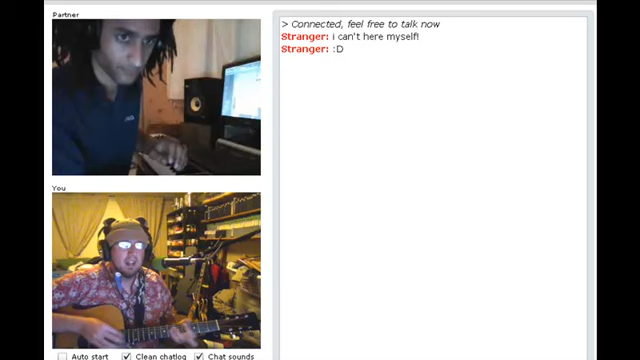 Partner
> Connected, feel free to talk now
Stranger: i can't here myself!
Stranger: :D
You
Auto start
Clean chatlog
Chat sounds